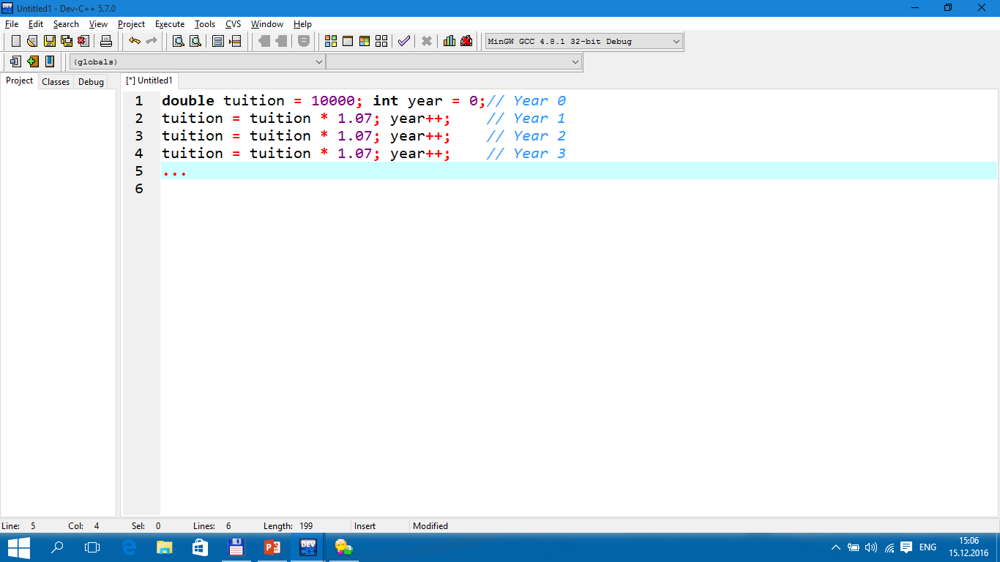 Untitled1 - Dev-C++ 5.7.0
File Edit Search View Project Execute Tools CVS Window Help
MinGW GCC 4.8.1 32-bit Debug
(globals)
Project Classes Debug
[*] Untitled1
1 double tuition = 10000; int year = 0;// Year 0
2 tuition = tuition * 1.07; year++; // Year 1
3 tuition = tuition * 1.07; year++; // Year 2
4 tuition = tuition * 1.07; year++; // Year 3
5 ...
6
Line: 5 Col: 4 Sel: 0 Lines: 6 Length: 199 Insert Modified
DEV C++
ENG
15:06
15.12.2016